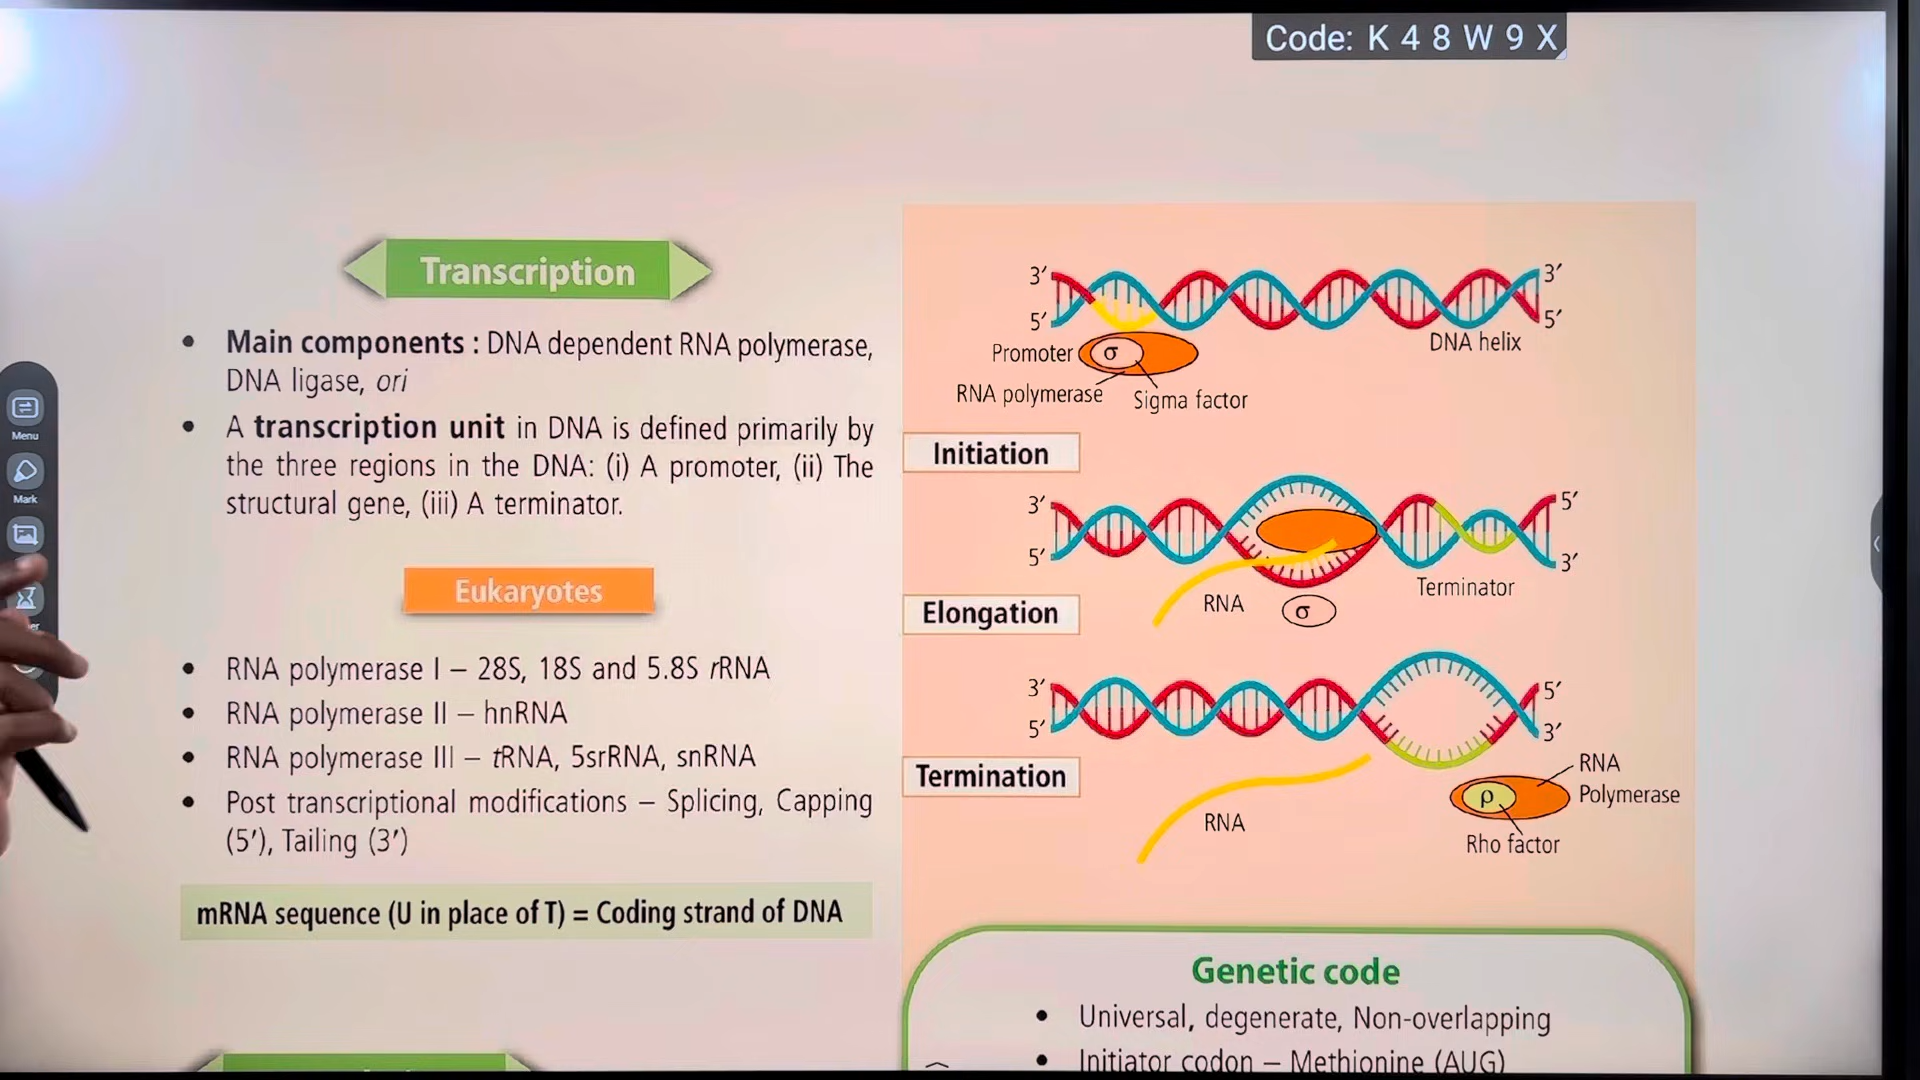 Code: K 4 8 W 9 X
Transcription
• Main components : DNA dependent RNA polymerase,
DNA ligase, ori
• A transcription unit in DNA is defined primarily by
the three regions in the DNA: (i) A promoter, (ii) The
structural gene, (iii) A terminator.
Eukaryotes
• RNA polymerase I – 28S, 18S and 5.8S rRNA
• RNA polymerase II – hnRNA
• RNA polymerase III – tRNA, 5srRNA, snRNA
• Post transcriptional modifications – Splicing, Capping
(5′), Tailing (3′)
mRNA sequence (U in place of T) = Coding strand of DNA
Menu
Mark
3′ 3′
5′ 5′
DNA helix
Promoter σ
RNA polymerase Sigma factor
Initiation
3′ 5′
5′ 3′
Terminator
RNA σ
Elongation
3′ 5′
5′ 3′
Termination
RNA
Polymerase
ρ
RNA
Rho factor
Genetic code
• Universal, degenerate, Non-overlapping
• Initiator codon – Methionine (AUG)